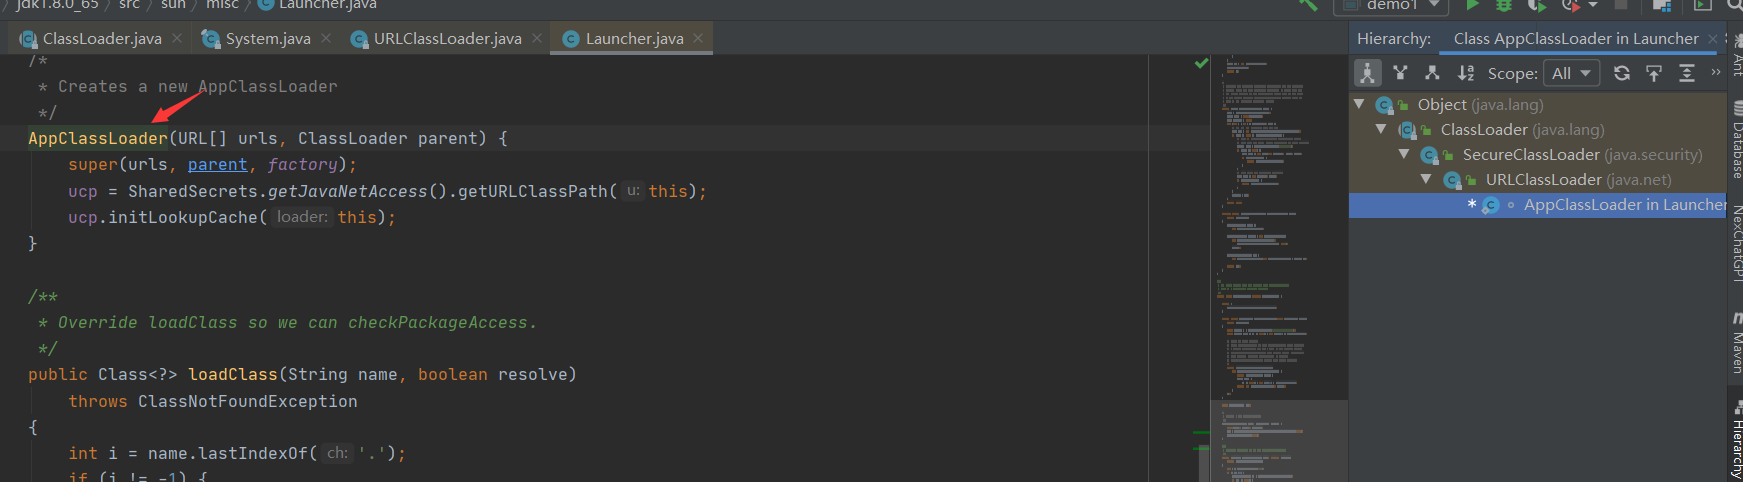 jdk1.8.0_65 src sun misc Launcher.java
demo1
ClassLoader.java System.java URLClassLoader.java Launcher.java
Hierarchy: Class AppClassLoader in Launcher
Scope: All
/*
* Creates a new AppClassLoader
*/
AppClassLoader(URL[] urls, ClassLoader parent) {
super(urls, parent, factory);
ucp = SharedSecrets.getJavaNetAccess().getURLClassPath( u: this);
ucp.initLookupCache( loader: this);
}
/**
* Override loadClass so we can checkPackageAccess.
*/
public Class<?> loadClass(String name, boolean resolve)
throws ClassNotFoundException
{
int i = name.lastIndexOf( ch: '.');
if (i != -1) {
Object (java.lang)
ClassLoader (java.lang)
SecureClassLoader (java.security)
URLClassLoader (java.net)
* AppClassLoader in Launcher
Ant
Database
NexChatGPT
Maven
Hierarchy